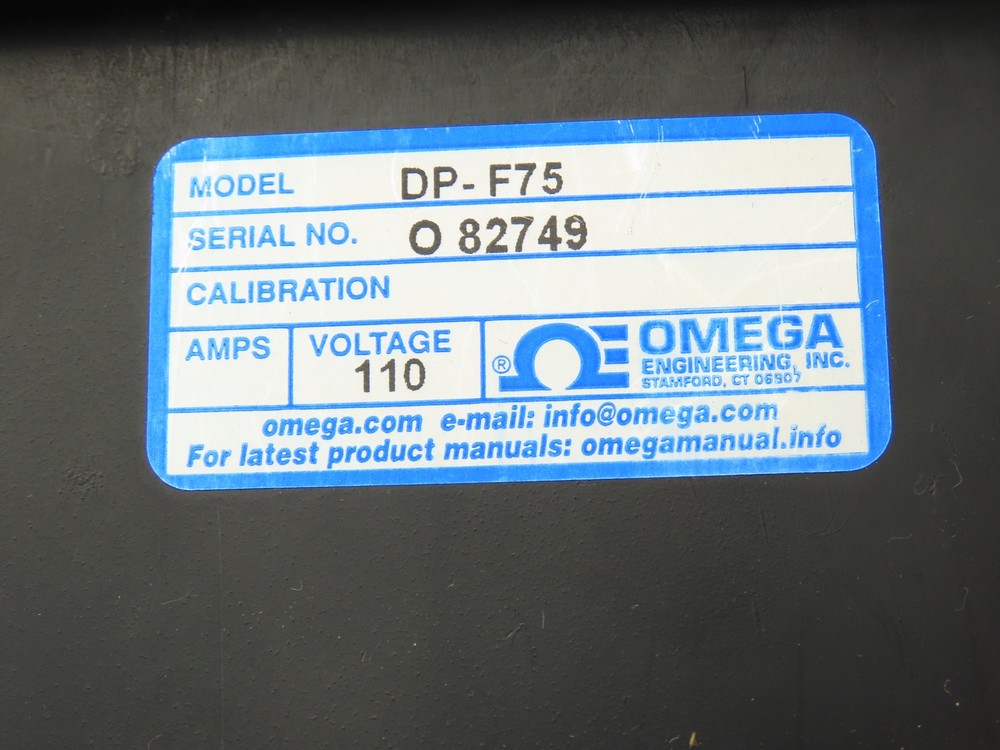 MODEL DP- F75
SERIAL NO. O 82749
CALIBRATION
AMPS VOLTAGE
110
® OMEGA
ENGINEERING, INC.
STAMFORD, CT 06907
omega.com e-mail: info@omega.com
For latest product manuals: omegamanual.info